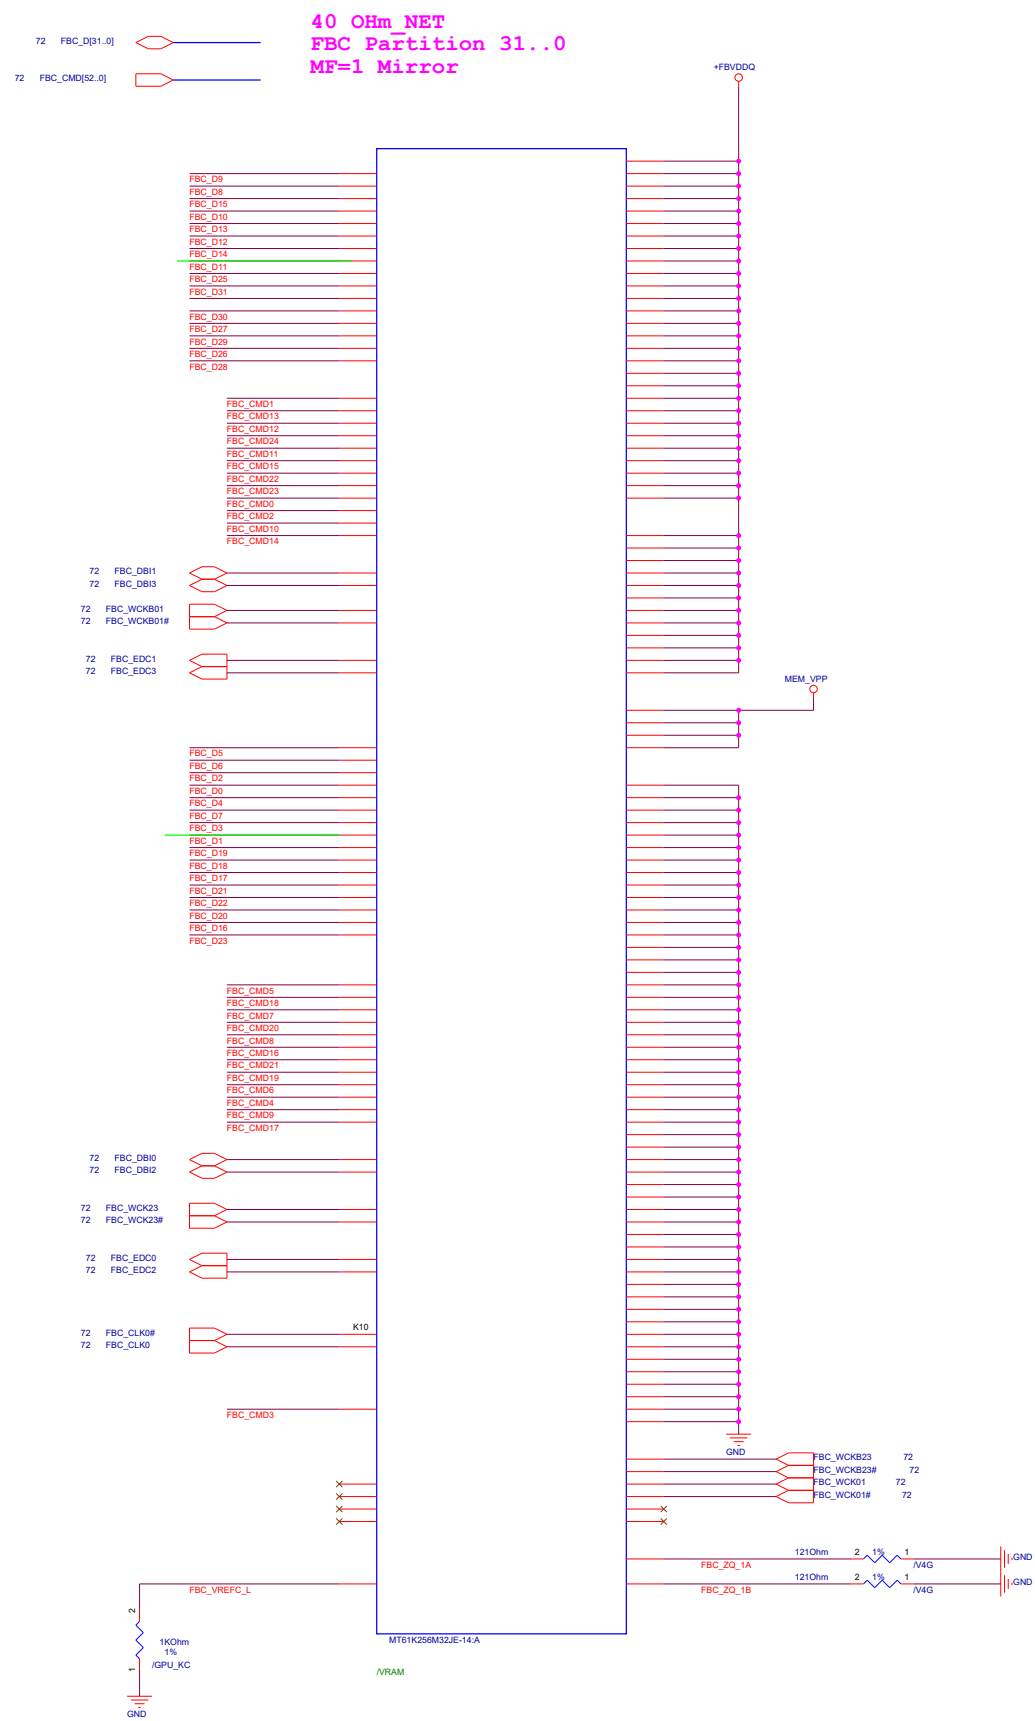 40 OHm_NET
FBC Partition 31..0
MF=1 Mirror
72 FBC_D[31..0]
72 FBC_CMD[52..0]
+FBVDDQ
FBC_D9
FBC_D8
FBC_D15
FBC_D10
FBC_D13
FBC_D12
FBC_D14
FBC_D11
FBC_D25
FBC_D31
FBC_D30
FBC_D27
FBC_D29
FBC_D26
FBC_D28
FBC_CMD1
FBC_CMD13
FBC_CMD12
FBC_CMD24
FBC_CMD11
FBC_CMD15
FBC_CMD22
FBC_CMD23
FBC_CMD0
FBC_CMD2
FBC_CMD10
FBC_CMD14
72 FBC_DBI1
72 FBC_DBI3
72 FBC_WCKB01
72 FBC_WCKB01#
72 FBC_EDC1
72 FBC_EDC3
MEM_VPP
FBC_D5
FBC_D6
FBC_D2
FBC_D0
FBC_D4
FBC_D7
FBC_D3
FBC_D1
FBC_D19
FBC_D18
FBC_D17
FBC_D21
FBC_D22
FBC_D20
FBC_D16
FBC_D23
FBC_CMD5
FBC_CMD18
FBC_CMD7
FBC_CMD20
FBC_CMD8
FBC_CMD16
FBC_CMD21
FBC_CMD19
FBC_CMD6
FBC_CMD4
FBC_CMD9
FBC_CMD17
72 FBC_DBI0
72 FBC_DBI2
72 FBC_WCK23
72 FBC_WCK23#
72 FBC_EDC0
72 FBC_EDC2
72 FBC_CLK0# K10
72 FBC_CLK0
FBC_CMD3
GND
FBC_WCKB23 72
FBC_WCKB23# 72
FBC_WCK01 72
FBC_WCK01# 72
FBC_ZQ_1A 121Ohm 2 1% 1 /V4G GND
FBC_ZQ_1B 121Ohm 2 1% 1 /V4G GND
FBC_VREFC_L
2
1KOhm
1%
/GPU_KC
1
GND
MT61K256M32JE-14:A
/VRAM